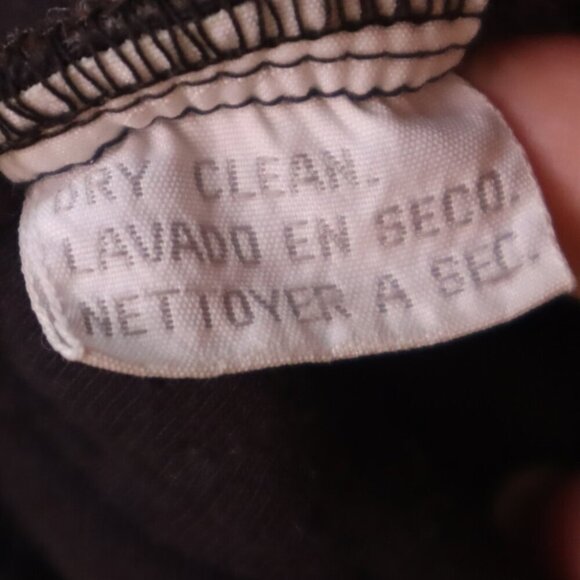 DRY CLEAN.
LAVADO EN SECO.
NETTOYER A SEC.